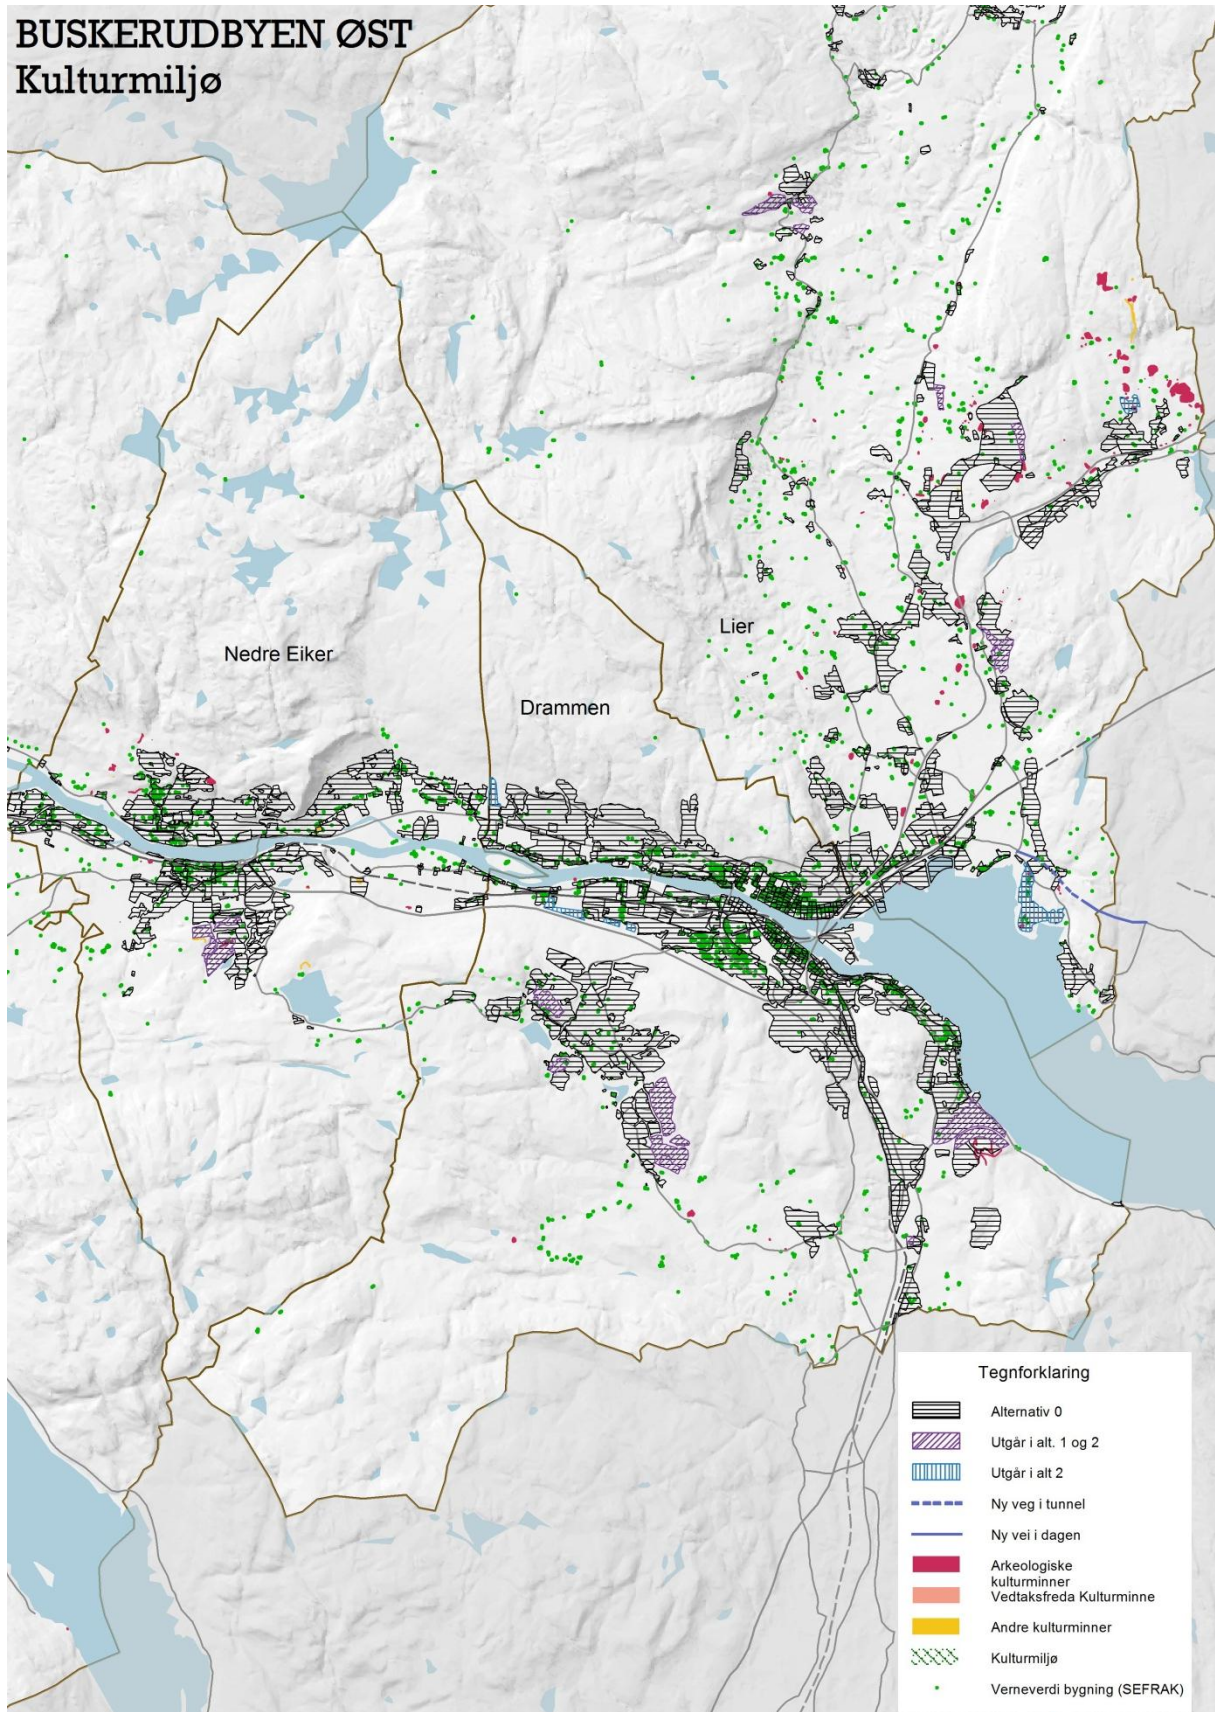 BUSKERUDBYEN ØST
Kulturmiljø
Lier
Nedre Eiker
Drammen
Tegnforklaring
Alternativ 0
Utgår i alt. 1 og 2
Utgår i alt 2
Ny veg i tunnel
Ny vei i dagen
Arkeologiske
kulturminner
Vedtaksfreda Kulturminne
Andre kulturminner
Kulturmiljø
Verneverdi bygning (SEFRAK)